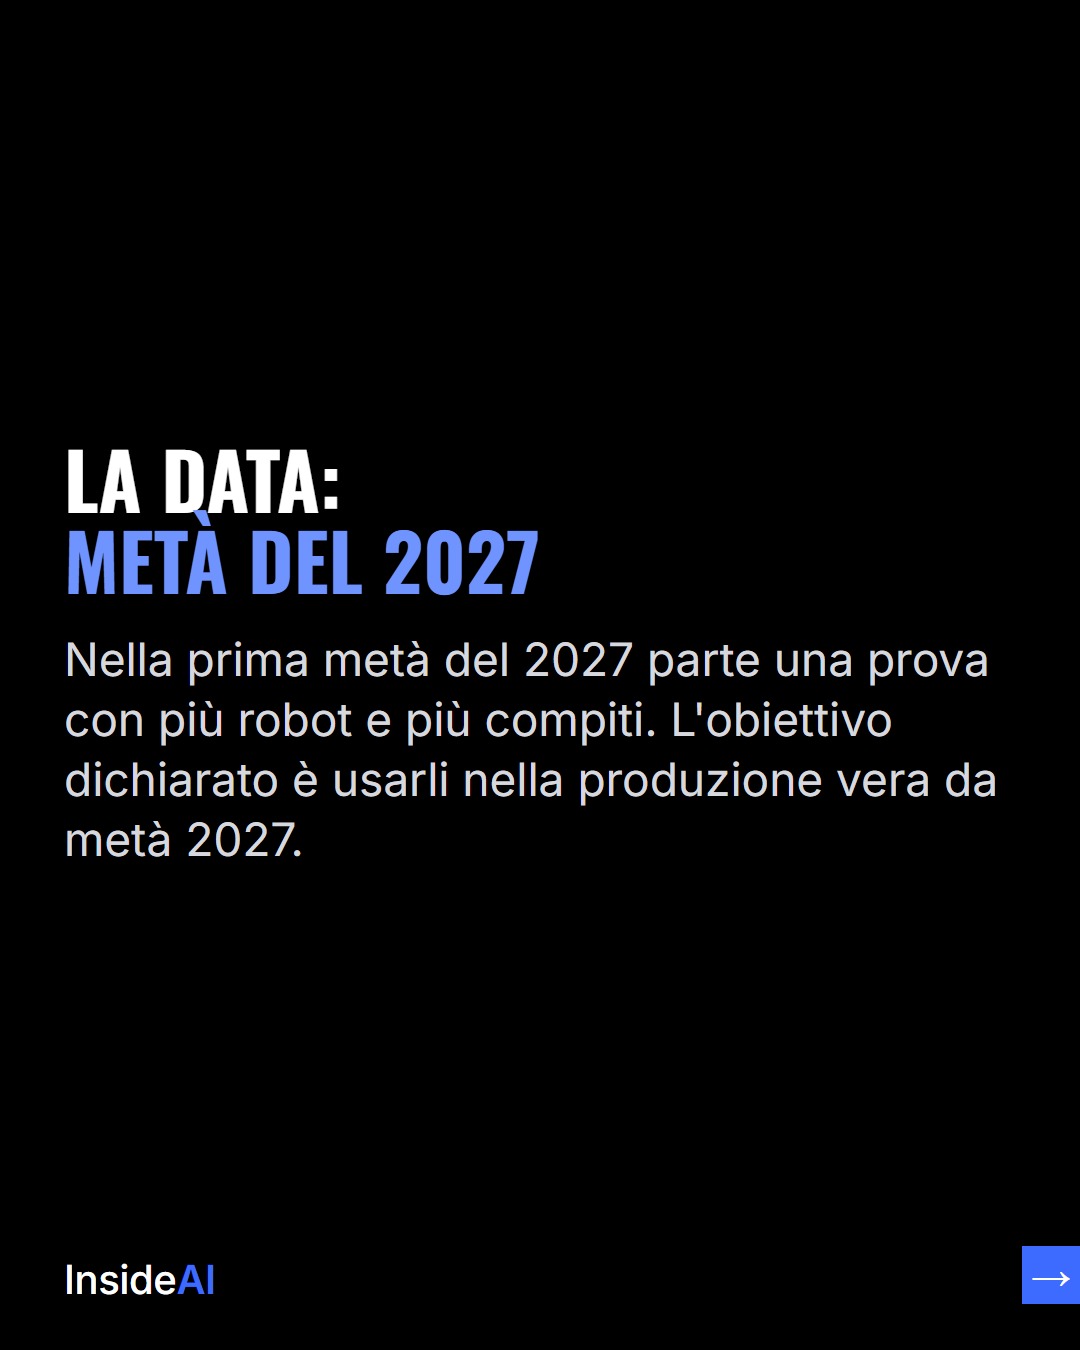 LA DATA:
METÀ DEL 2027
Nella prima metà del 2027 parte una prova
con più robot e più compiti. L'obiettivo
dichiarato è usarli nella produzione vera da
metà 2027.
InsideAI
→